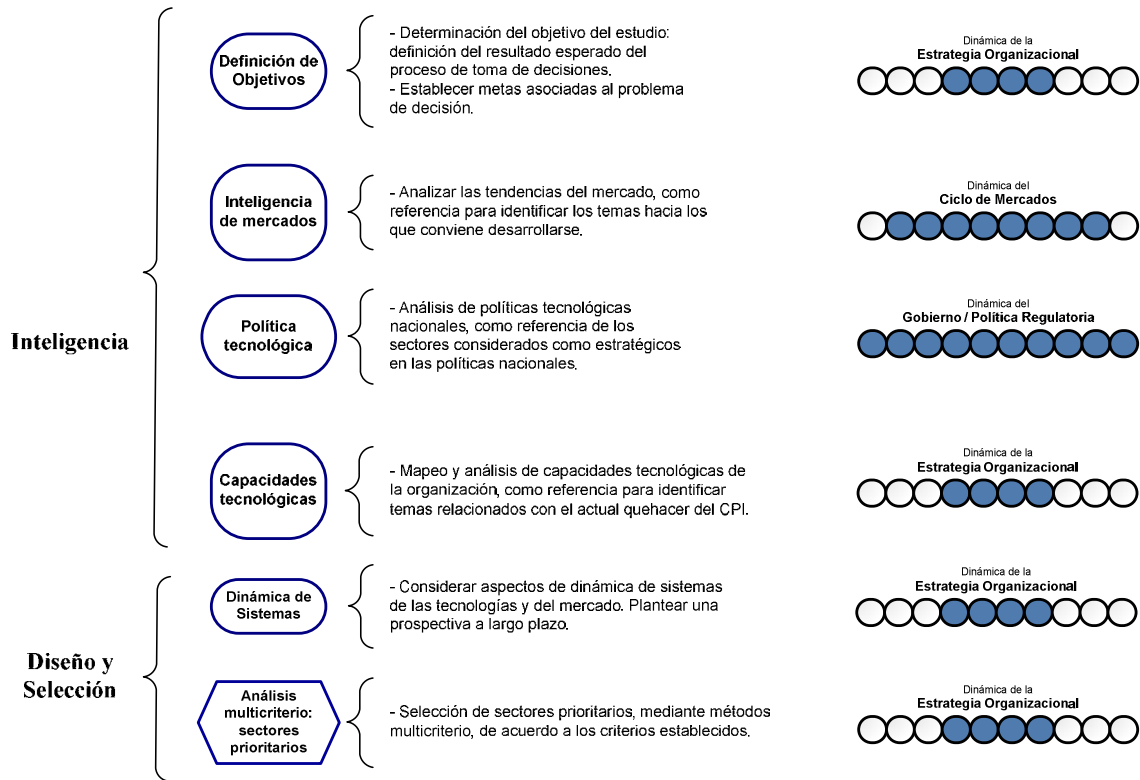 Inteligencia
Definición de
Objetivos
- Determinación del objetivo del estudio:
definición del resultado esperado del
proceso de toma de decisiones.
- Establecer metas asociadas al problema
de decisión.
Dinámica de la
Estrategia Organizacional
Inteligencia
de mercados
- Analizar las tendencias del mercado, como
referencia para identificar los temas hacia los
que conviene desarrollarse.
Dinámica del
Ciclo de Mercados
Política
tecnológica
- Análisis de políticas tecnológicas
nacionales, como referencia de los
sectores considerados como estratégicos
en las políticas nacionales.
Dinámica del
Gobierno / Política Regulatoria
Capacidades
tecnológicas
- Mapeo y análisis de capacidades tecnológicas de
la organización, como referencia para identificar
temas relacionados con el actual quehacer del CPI.
Dinámica de la
Estrategia Organizacional
Diseño y
Selección
Dinámica de
Sistemas
- Considerar aspectos de dinámica de sistemas
de las tecnologías y del mercado. Plantear una
prospectiva a largo plazo.
Dinámica de la
Estrategia Organizacional
Análisis
multicriterio:
sectores
prioritarios
- Selección de sectores prioritarios, mediante métodos
multicriterio, de acuerdo a los criterios establecidos.
Dinámica de la
Estrategia Organizacional